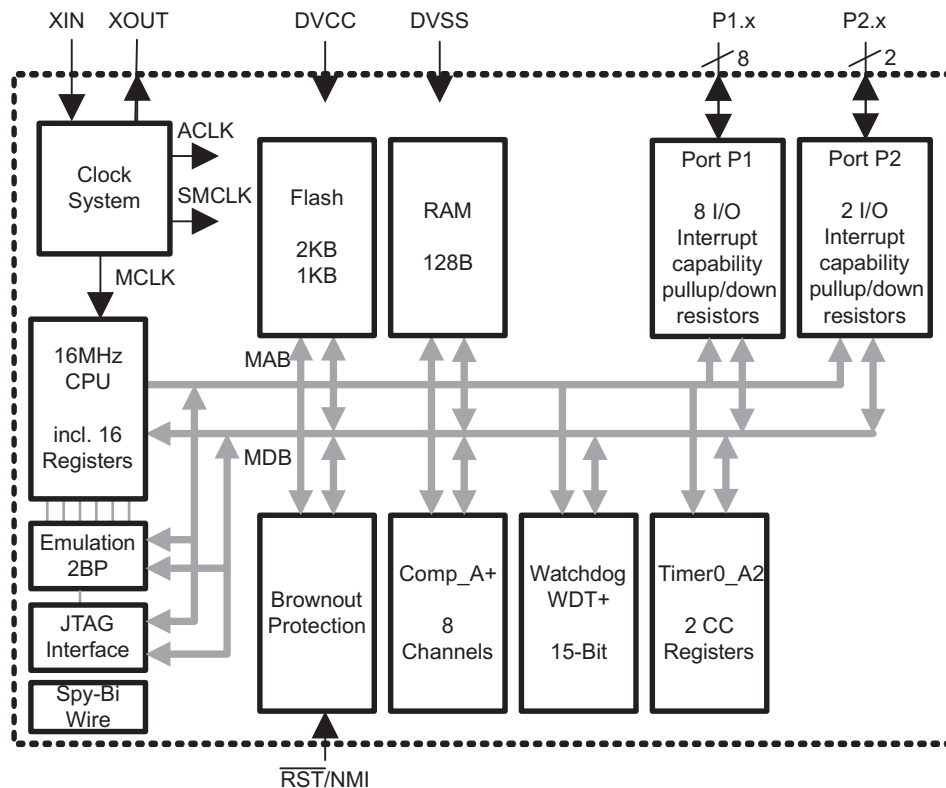 XIN
XOUT
DVCC
DVSS
P1.x
P2.x
8
2
Clock
System
ACLK
SMCLK
MCLK
Flash
2KB
1KB
RAM
128B
Port P1
8 I/O
Interrupt
capability
pullup/down
resistors
Port P2
2 I/O
Interrupt
capability
pullup/down
resistors
16MHz
CPU
incl. 16
Registers
MAB
MDB
Emulation
2BP
JTAG
Interface
Spy-Bi
Wire
Brownout
Protection
Comp_A+
8
Channels
Watchdog
WDT+
15-Bit
Timer0_A2
2 CC
Registers
RST/NMI